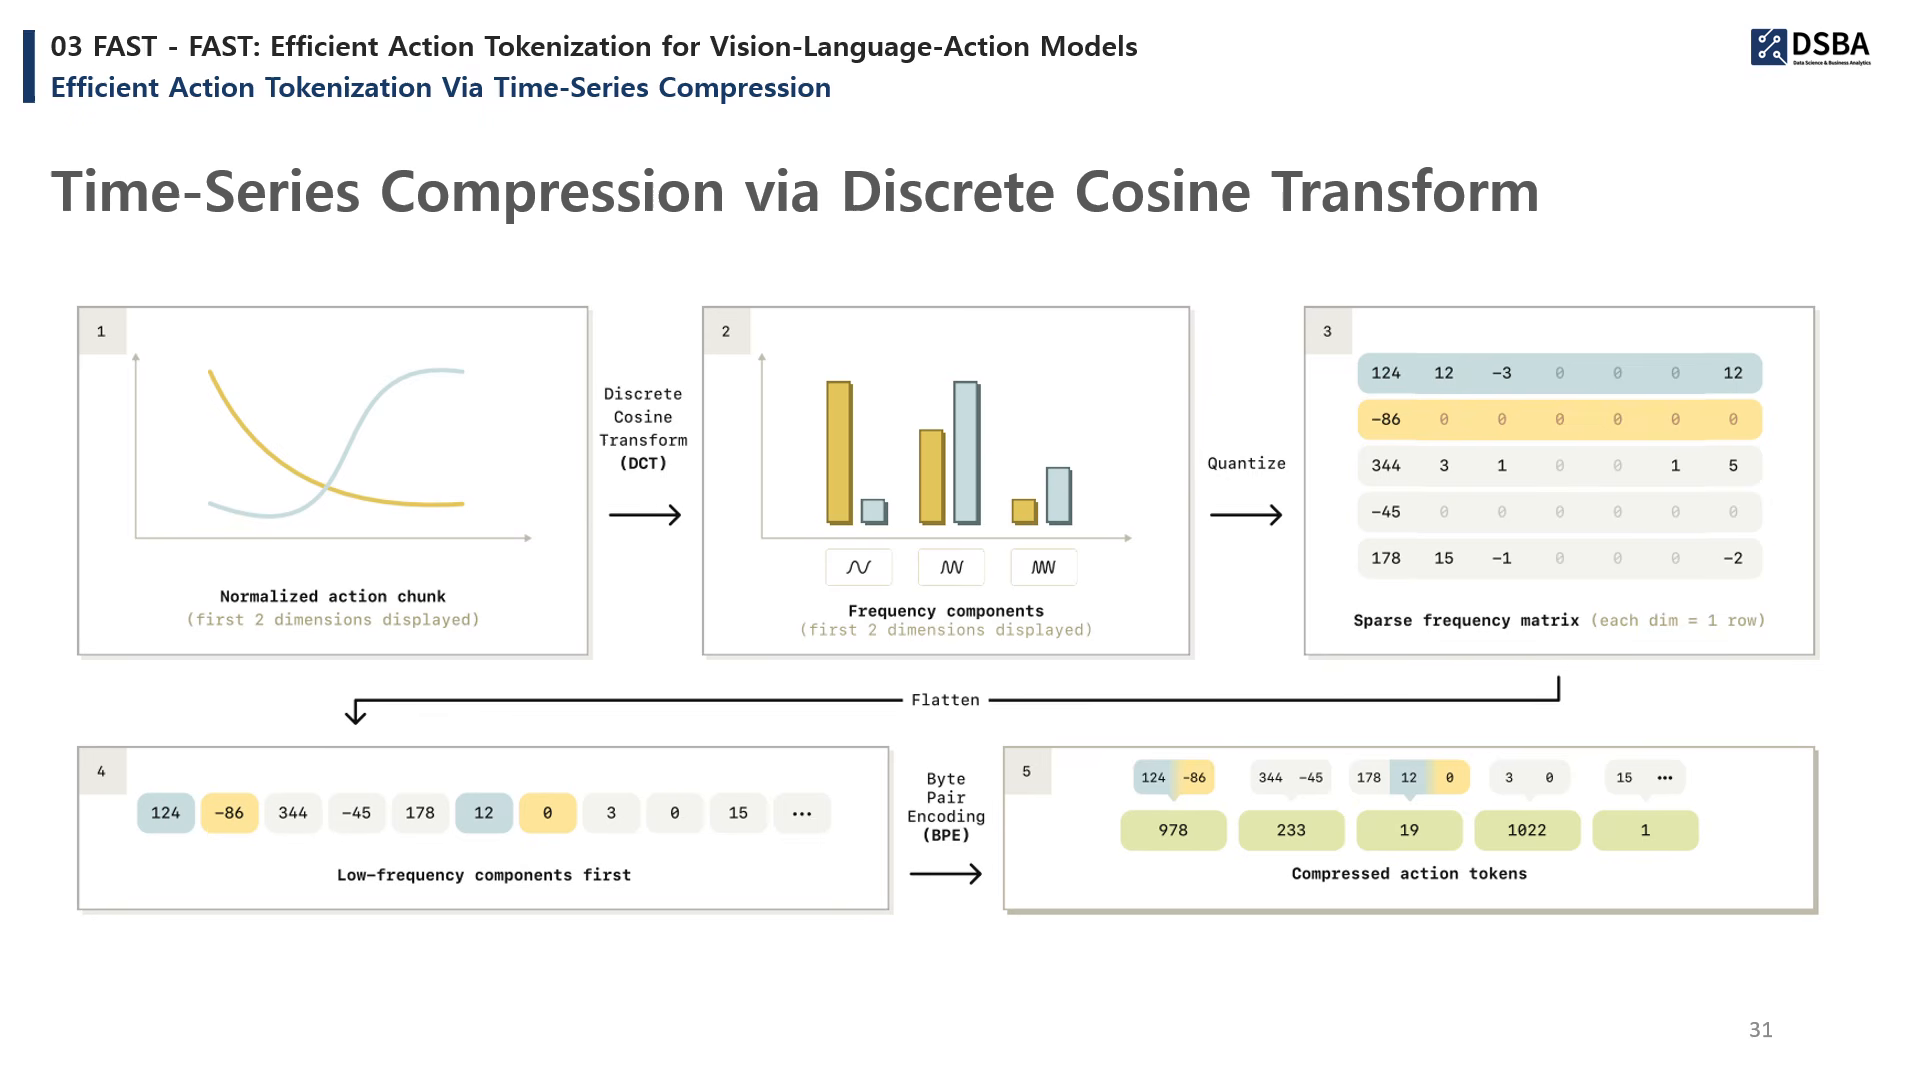 03 FAST - FAST: Efficient Action Tokenization for Vision-Language-Action Models
Efficient Action Tokenization Via Time-Series Compression
DSBA
Data Science & Business Analytics
Time-Series Compression via Discrete Cosine Transform
1
Normalized action chunk
(first 2 dimensions displayed)
Discrete
Cosine
Transform
(DCT)
2
Frequency components
(first 2 dimensions displayed)
Quantize
3
124 12 −3 0 0 0 12
−86 0 0 0 0 0 0
344 3 1 0 0 1 5
−45 0 0 0 0 0 0
178 15 −1 0 0 0 −2
Sparse frequency matrix (each dim = 1 row)
Flatten
4
124 −86 344 −45 178 12 0 3 0 15 ...
Low-frequency components first
Byte
Pair
Encoding
(BPE)
5
124 −86 344 −45 178 12 0 3 0 15 ...
978 233 19 1022 1
Compressed action tokens
31